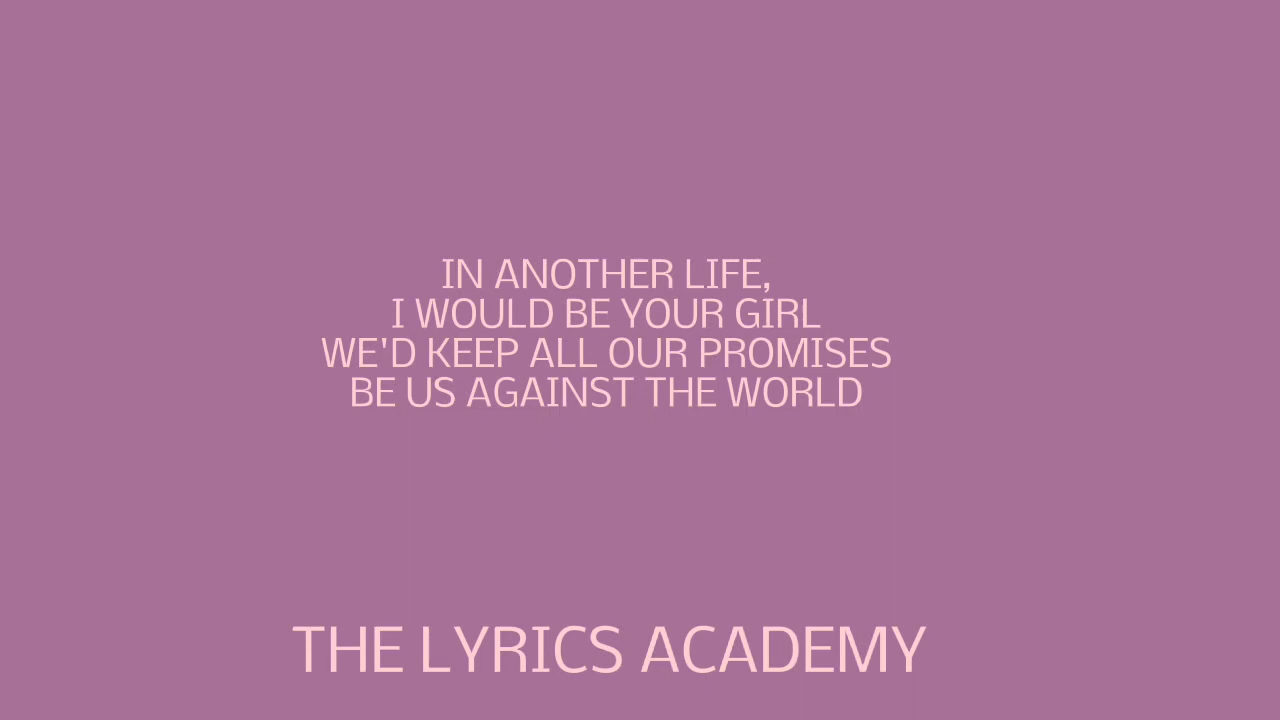 IN ANOTHER LIFE,
I WOULD BE YOUR GIRL
WE'D KEEP ALL OUR PROMISES
BE US AGAINST THE WORLD
THE LYRICS ACADEMY